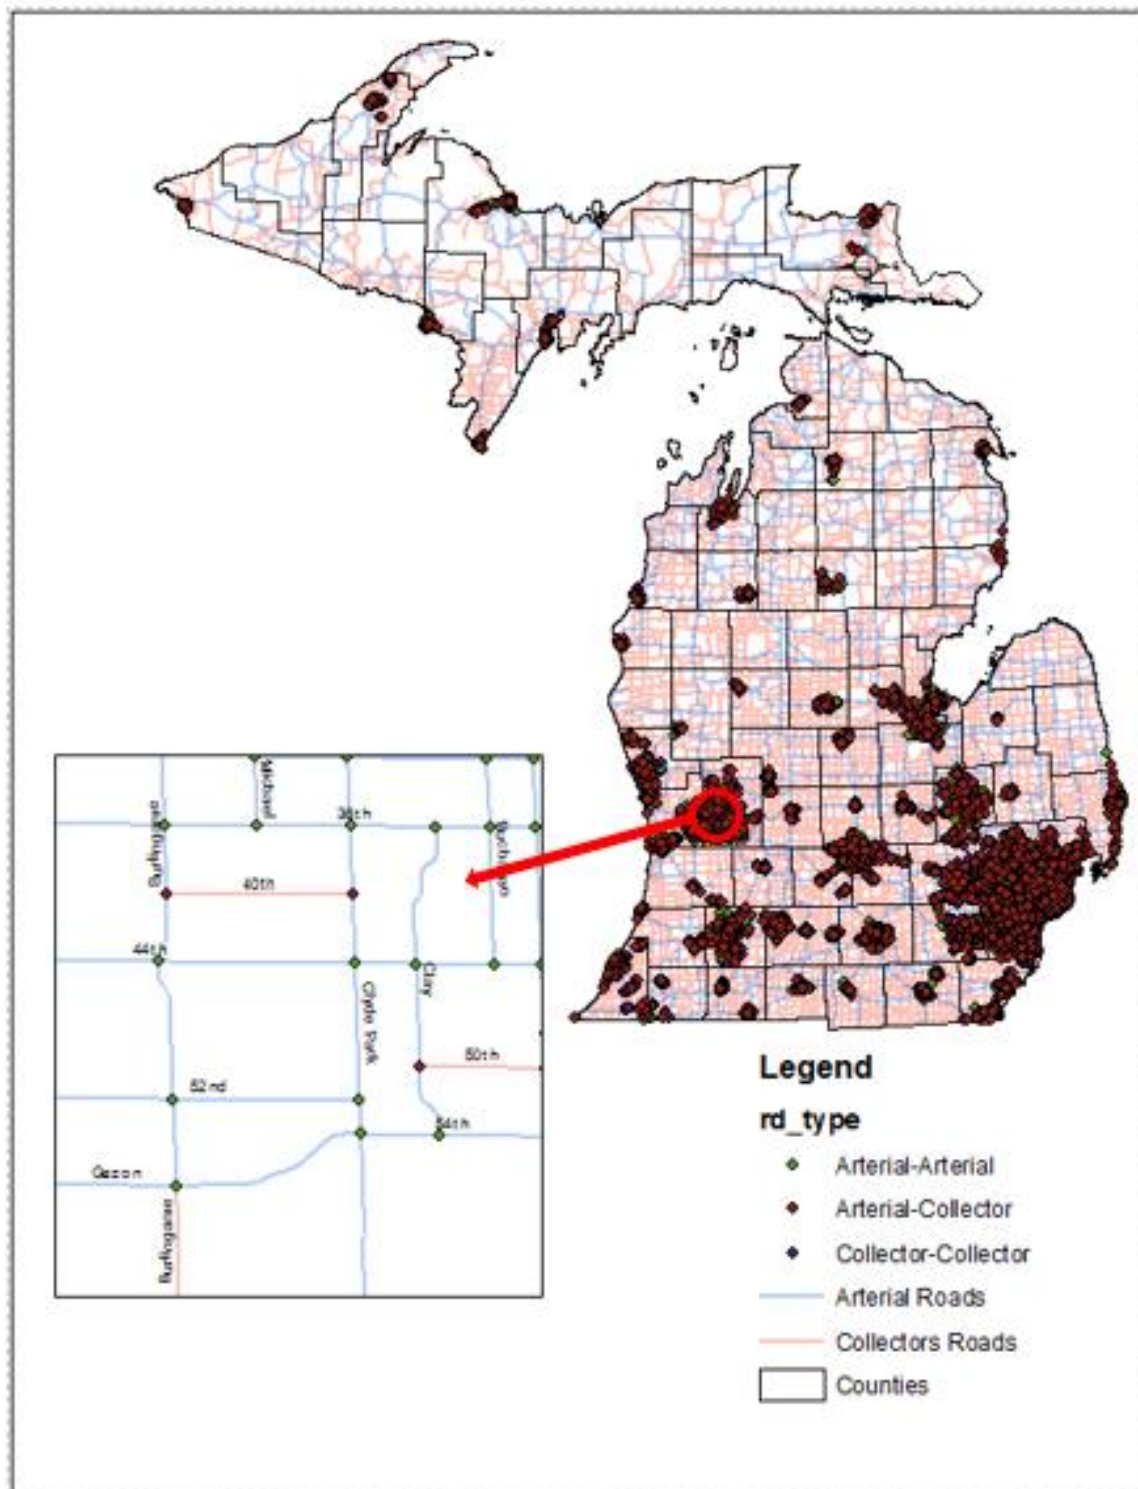 Michael
36th
Burlingame
Buchanan
40th
44th
Clay
Clyde Park
50th
52nd
54th
Gezon
Burlingame
Legend
rd_type
Arterial-Arterial
Arterial-Collector
Collector-Collector
Arterial Roads
Collectors Roads
Counties